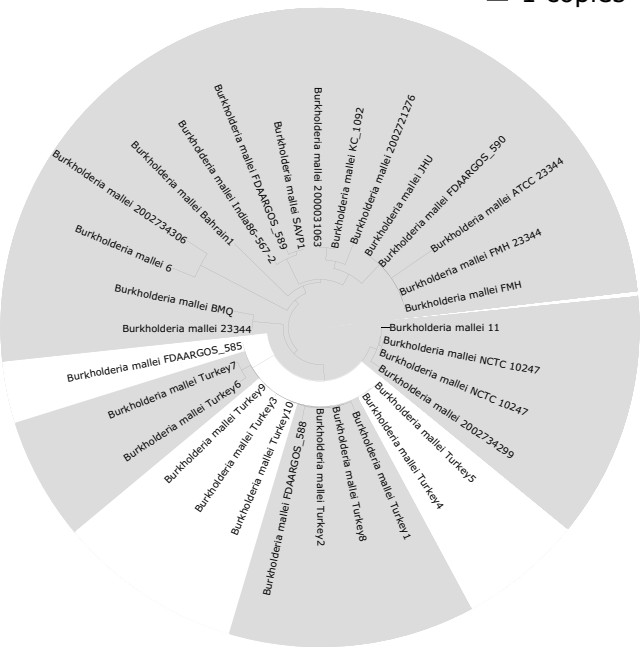 1 copies
Burkholderia mallei 2000031063
Burkholderia mallei KC_1092
Burkholderia mallei 2002721276
Burkholderia mallei JHU
Burkholderia mallei FDAARGOS_590
Burkholderia mallei ATCC 23344
Burkholderia mallei FMH 23344
Burkholderia mallei FMH
Burkholderia mallei 11
Burkholderia mallei NCTC 10247
Burkholderia mallei NCTC 10247
Burkholderia mallei 2002734299
Burkholderia mallei Turkey5
Burkholderia mallei Turkey4
Burkholderia mallei Turkey1
Burkholderia mallei Turkey8
Burkholderia mallei Turkey2
Burkholderia mallei FDAARGOS_588
Burkholderia mallei Turkey10
Burkholderia mallei Turkey3
Burkholderia mallei Turkey9
Burkholderia mallei Turkey6
Burkholderia mallei Turkey7
Burkholderia mallei FDAARGOS_585
Burkholderia mallei 23344
Burkholderia mallei BMQ
Burkholderia mallei 6
Burkholderia mallei 2002734306
Burkholderia mallei Bahrain1
Burkholderia mallei India86-567-2
Burkholderia mallei FDAARGOS_589
Burkholderia mallei SAVP1